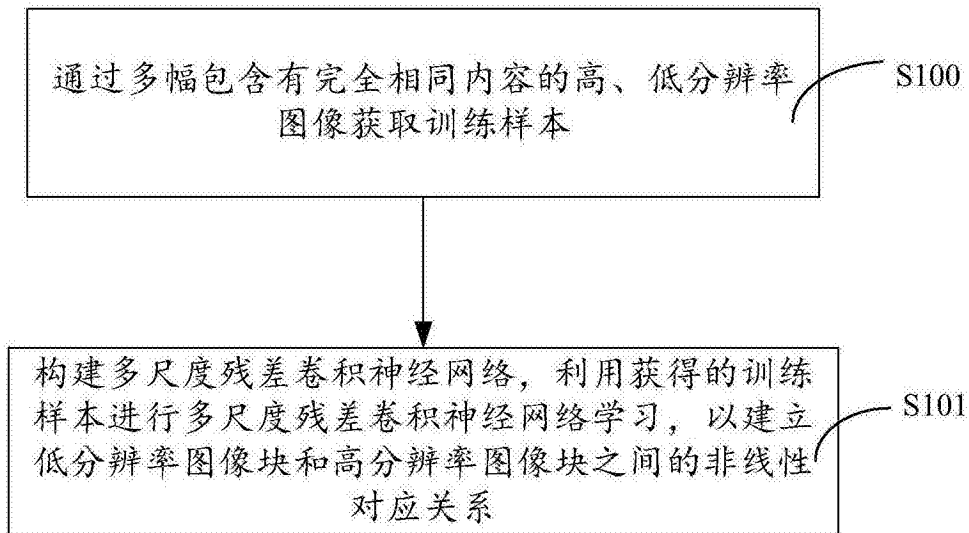 通过多幅包含有完全相同内容的高、低分辨率
图像获取训练样本
S100
构建多尺度残差卷积神经网络，利用获得的训练
样本进行多尺度残差卷积神经网络学习，以建立
低分辨率图像块和高分辨率图像块之间的非线性
对应关系
S101